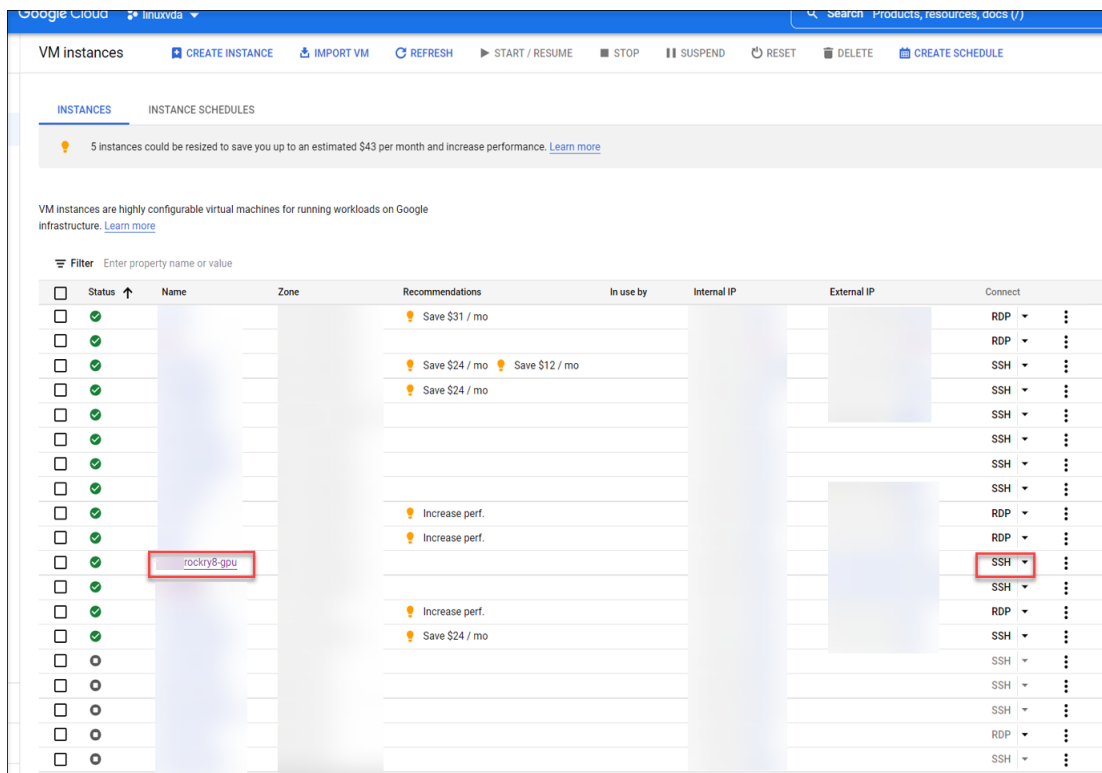 Google Cloud linuxvda Search Products, resources, docs (/)
VM instances CREATE INSTANCE IMPORT VM REFRESH START / RESUME STOP SUSPEND RESET DELETE CREATE SCHEDULE
INSTANCES INSTANCE SCHEDULES
5 instances could be resized to save you up to an estimated $43 per month and increase performance. Learn more
VM instances are highly configurable virtual machines for running workloads on Google
infrastructure. Learn more
Filter Enter property name or value
Status Name Zone Recommendations In use by Internal IP External IP Connect
Save $31 / mo RDP
RDP
Save $24 / mo Save $12 / mo SSH
Save $24 / mo SSH
SSH
SSH
SSH
SSH
Increase perf. RDP
Increase perf. RDP
rockry8-gpu SSH
SSH
Increase perf. RDP
Save $24 / mo SSH
SSH
SSH
SSH
RDP
SSH